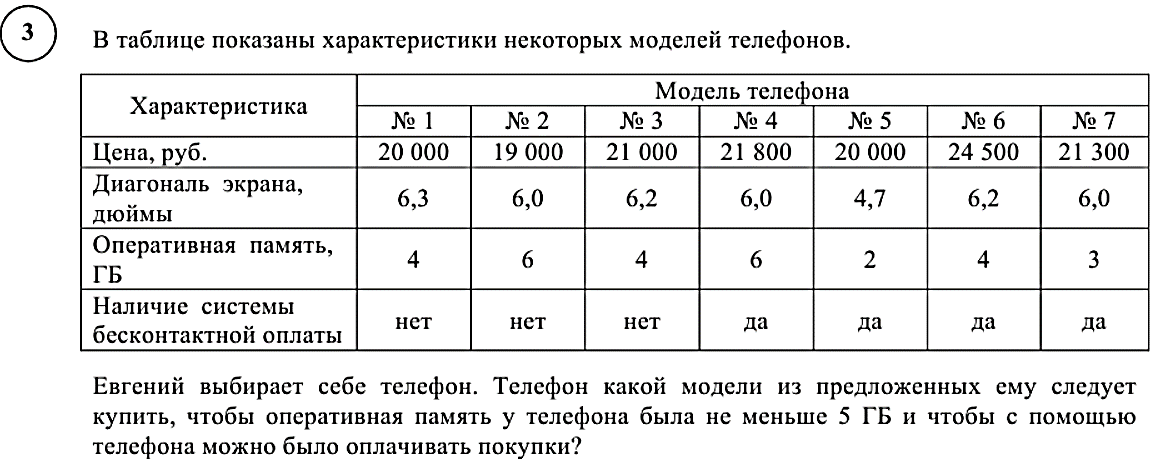 3
В таблице показаны характеристики некоторых моделей телефонов.
Характеристика
Модель телефона
№ 1 № 2 № 3 № 4 № 5 № 6 № 7
Цена, руб. 20 000 19 000 21 000 21 800 20 000 24 500 21 300
Диагональ экрана,
дюймы 6,3 6,0 6,2 6,0 4,7 6,2 6,0
Оперативная память,
ГБ 4 6 4 6 2 4 3
Наличие системы
бесконтактной оплаты нет нет нет да да да да
Евгений выбирает себе телефон. Телефон какой модели из предложенных ему следует
купить, чтобы оперативная память у телефона была не меньше 5 ГБ и чтобы с помощью
телефона можно было оплачивать покупки?